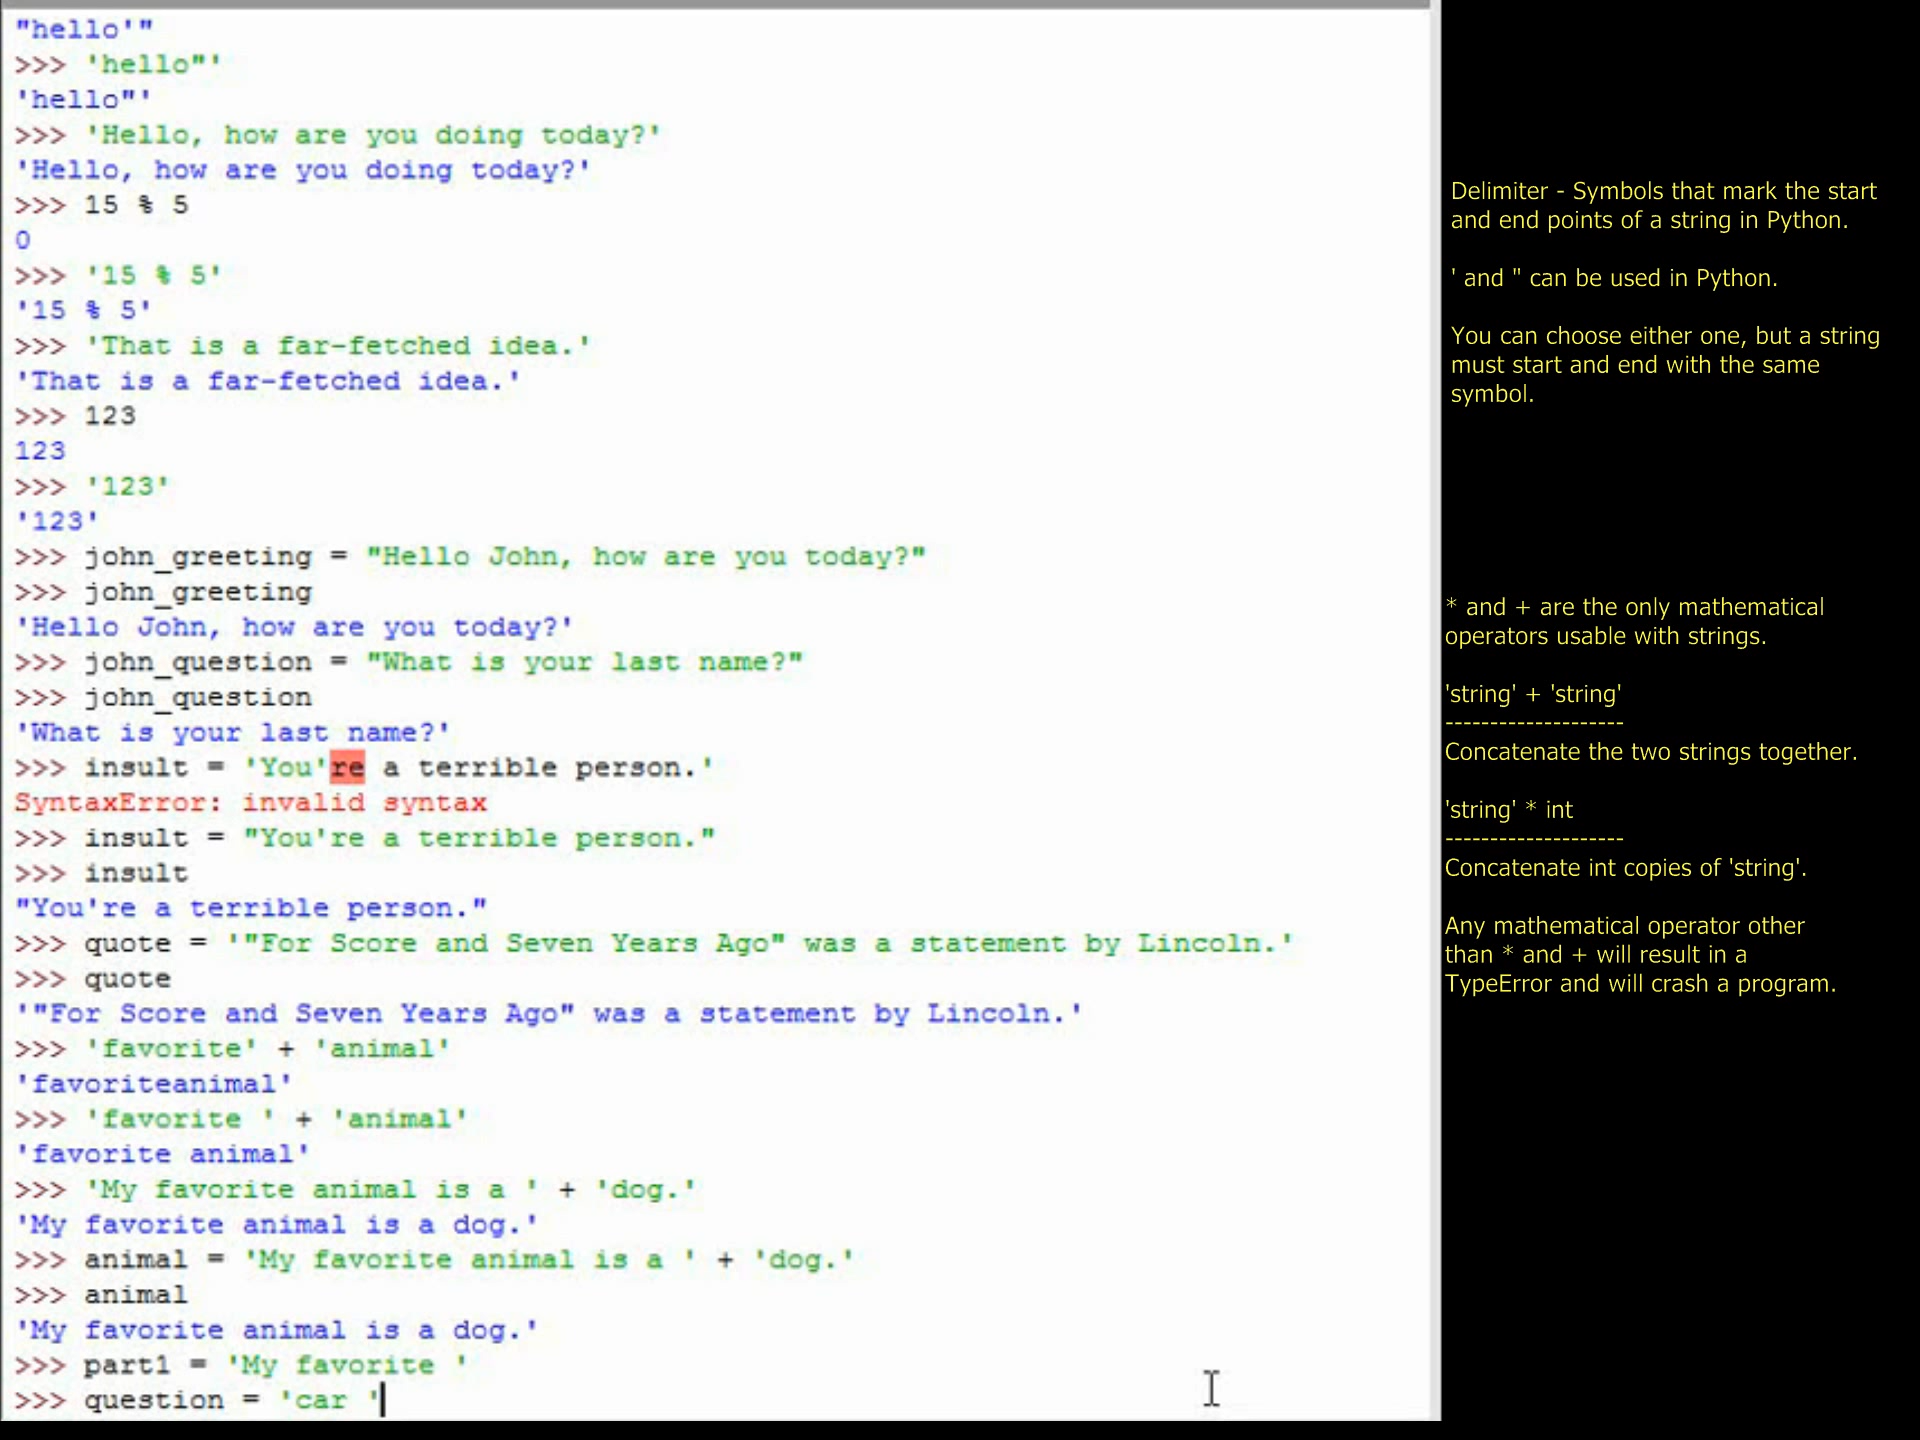 "hello'"
>>> 'hello"'
'hello"'
>>> 'Hello, how are you doing today?'
'Hello, how are you doing today?'
>>> 15 % 5
0
>>> '15 % 5'
'15 % 5'
>>> 'That is a far-fetched idea.'
'That is a far-fetched idea.'
>>> 123
123
>>> '123'
'123'
>>> john_greeting = "Hello John, how are you today?"
>>> john_greeting
'Hello John, how are you today?'
>>> john_question = "What is your last name?"
>>> john_question
'What is your last name?'
>>> insult = 'You're a terrible person.'
SyntaxError: invalid syntax
>>> insult = "You're a terrible person."
>>> insult
"You're a terrible person."
>>> quote = '"For Score and Seven Years Ago" was a statement by Lincoln.'
>>> quote
'"For Score and Seven Years Ago" was a statement by Lincoln.'
>>> 'favorite' + 'animal'
'favoriteanimal'
>>> 'favorite ' + 'animal'
'favorite animal'
>>> 'My favorite animal is a ' + 'dog.'
'My favorite animal is a dog.'
>>> animal = 'My favorite animal is a ' + 'dog.'
>>> animal
'My favorite animal is a dog.'
>>> part1 = 'My favorite '
>>> question = 'car '
Delimiter - Symbols that mark the start
and end points of a string in Python.
' and " can be used in Python.
You can choose either one, but a string
must start and end with the same
symbol.
* and + are the only mathematical
operators usable with strings.
'string' + 'string'
--------------------
Concatenate the two strings together.
'string' * int
--------------------
Concatenate int copies of 'string'.
Any mathematical operator other
than * and + will result in a
TypeError and will crash a program.